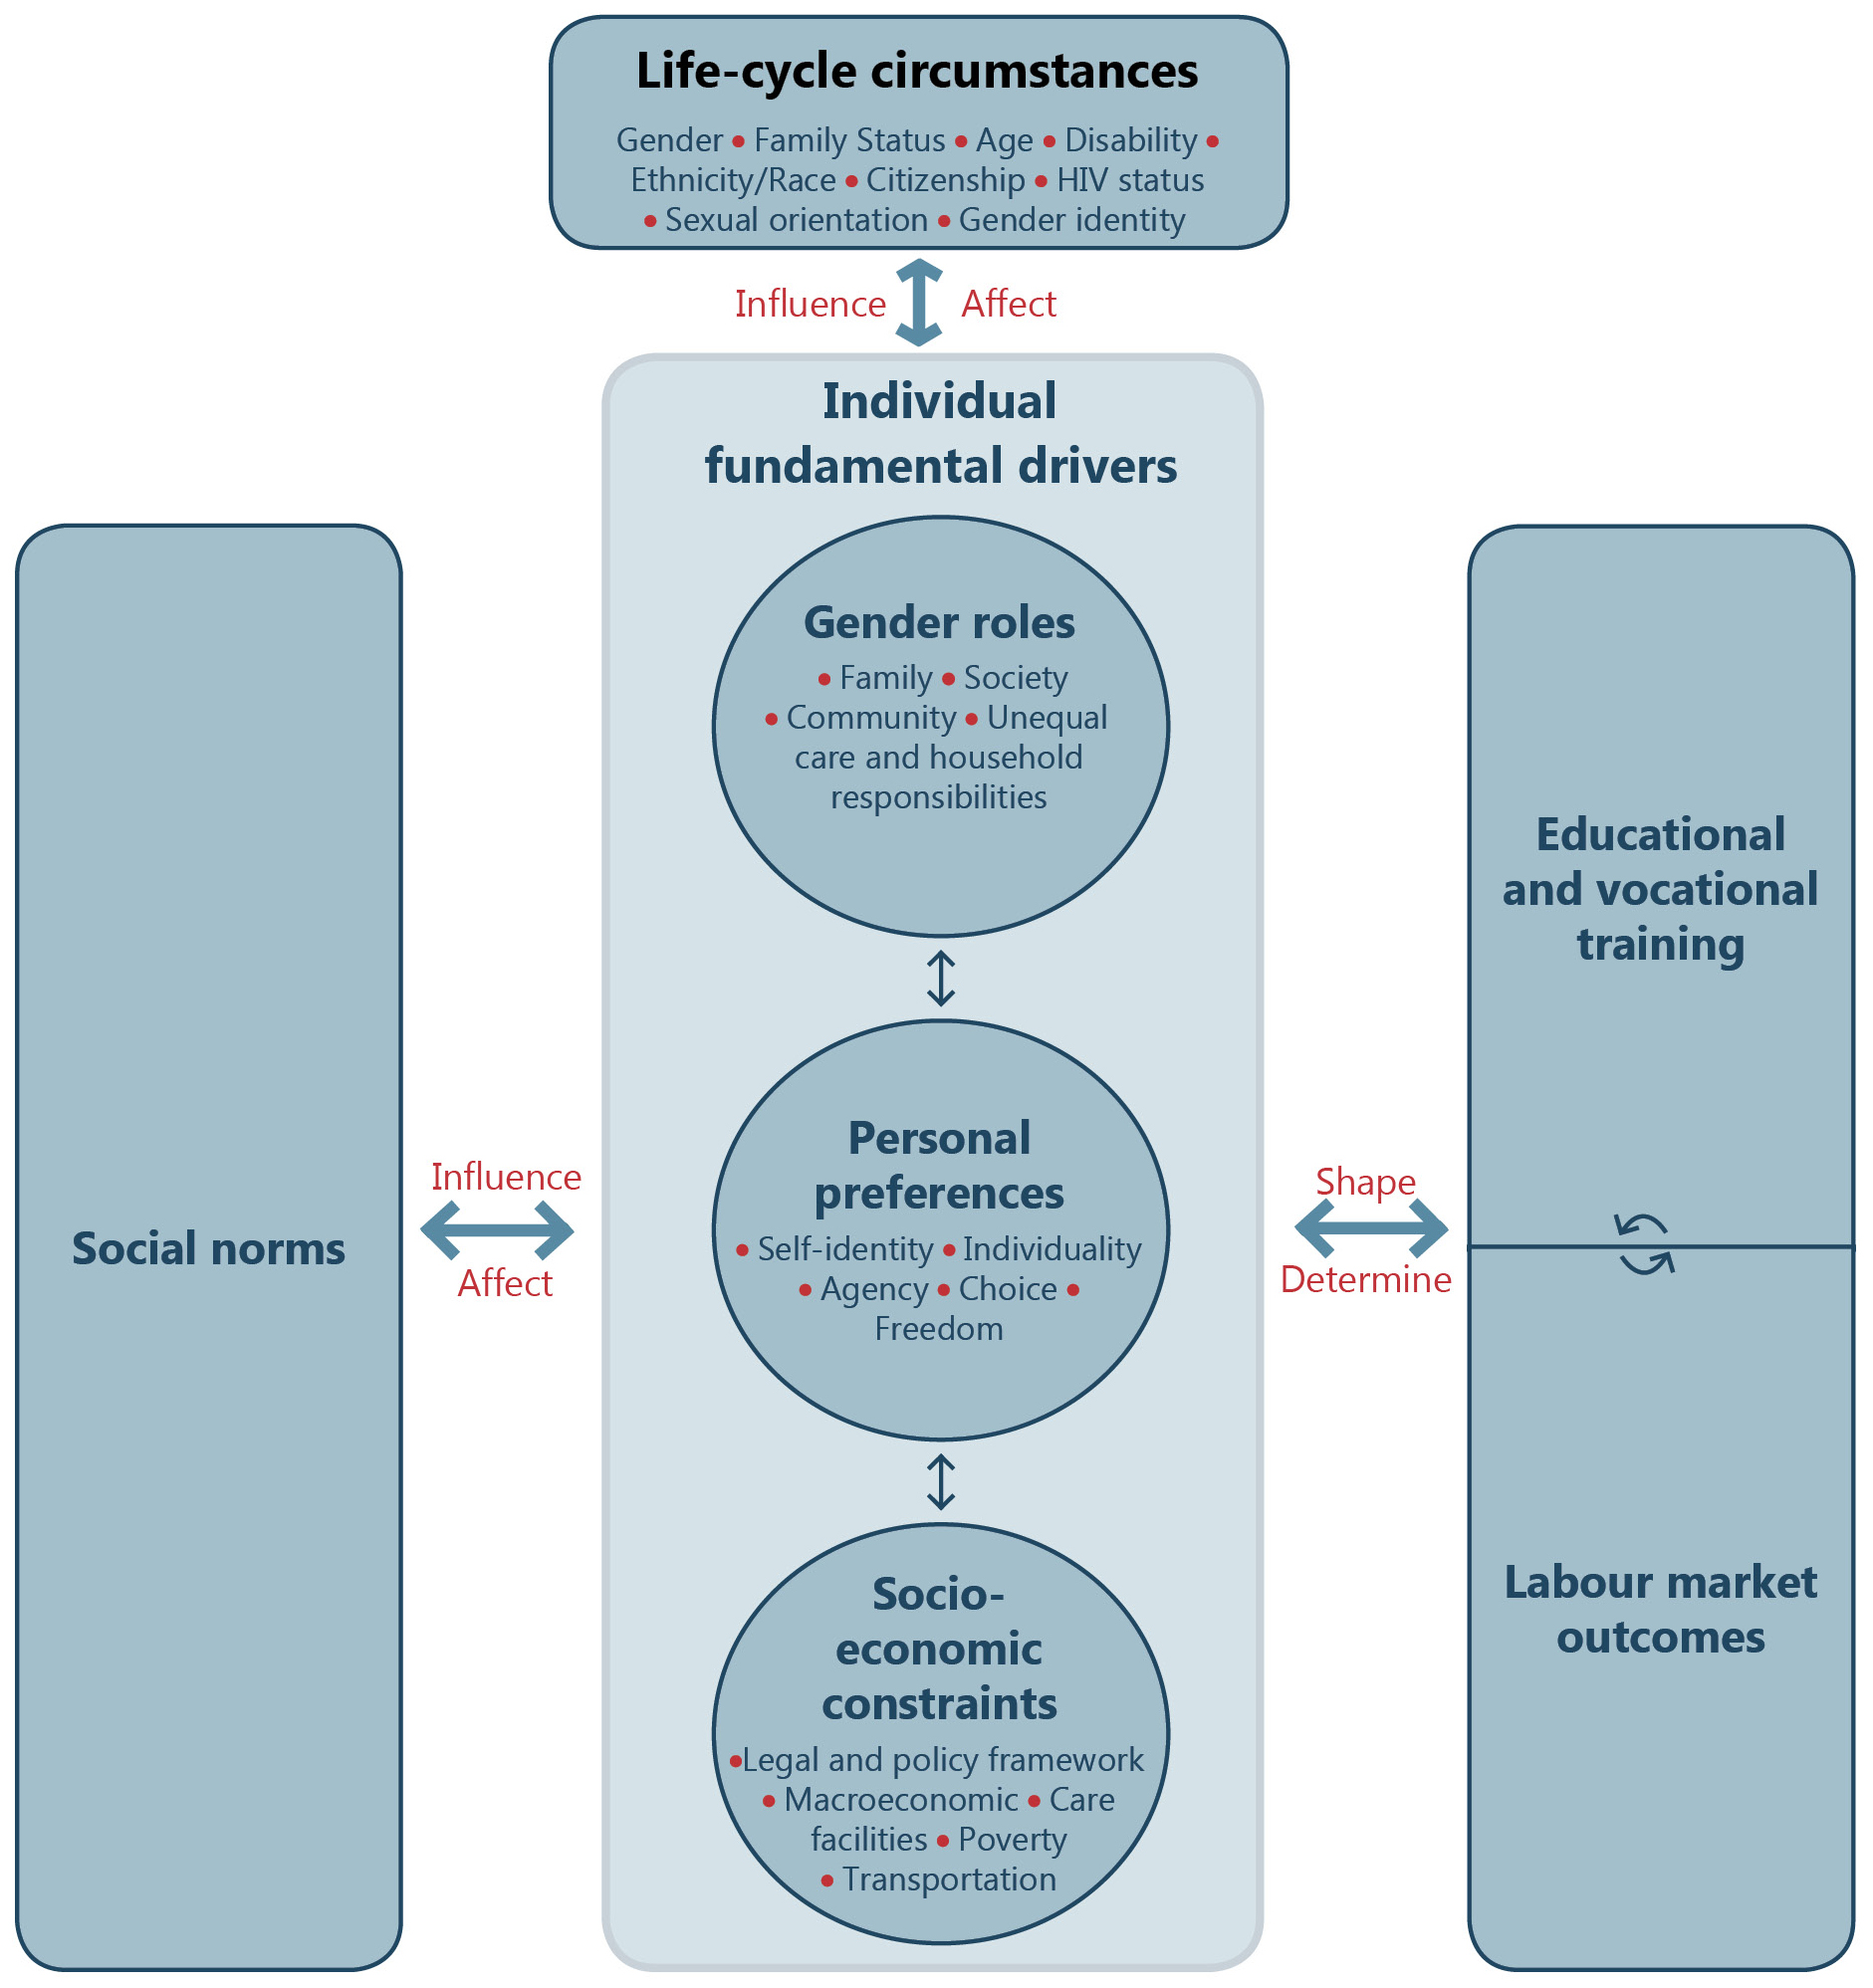 Life-cycle circumstances
Gender • Family Status • Age • Disability •
Ethnicity/Race • Citizenship • HIV status
• Sexual orientation • Gender identity
Influence
Affect
Individual
fundamental drivers
Gender roles
• Family • Society
• Community • Unequal
care and household
responsibilities
Social norms
Influence
Affect
Personal
preferences
• Self-identity • Individuality
• Agency • Choice •
Freedom
Socio-
economic
constraints
•Legal and policy framework
• Macroeconomic • Care
facilities • Poverty
• Transportation
Shape
Determine
Educational
and vocational
training
Labour market
outcomes